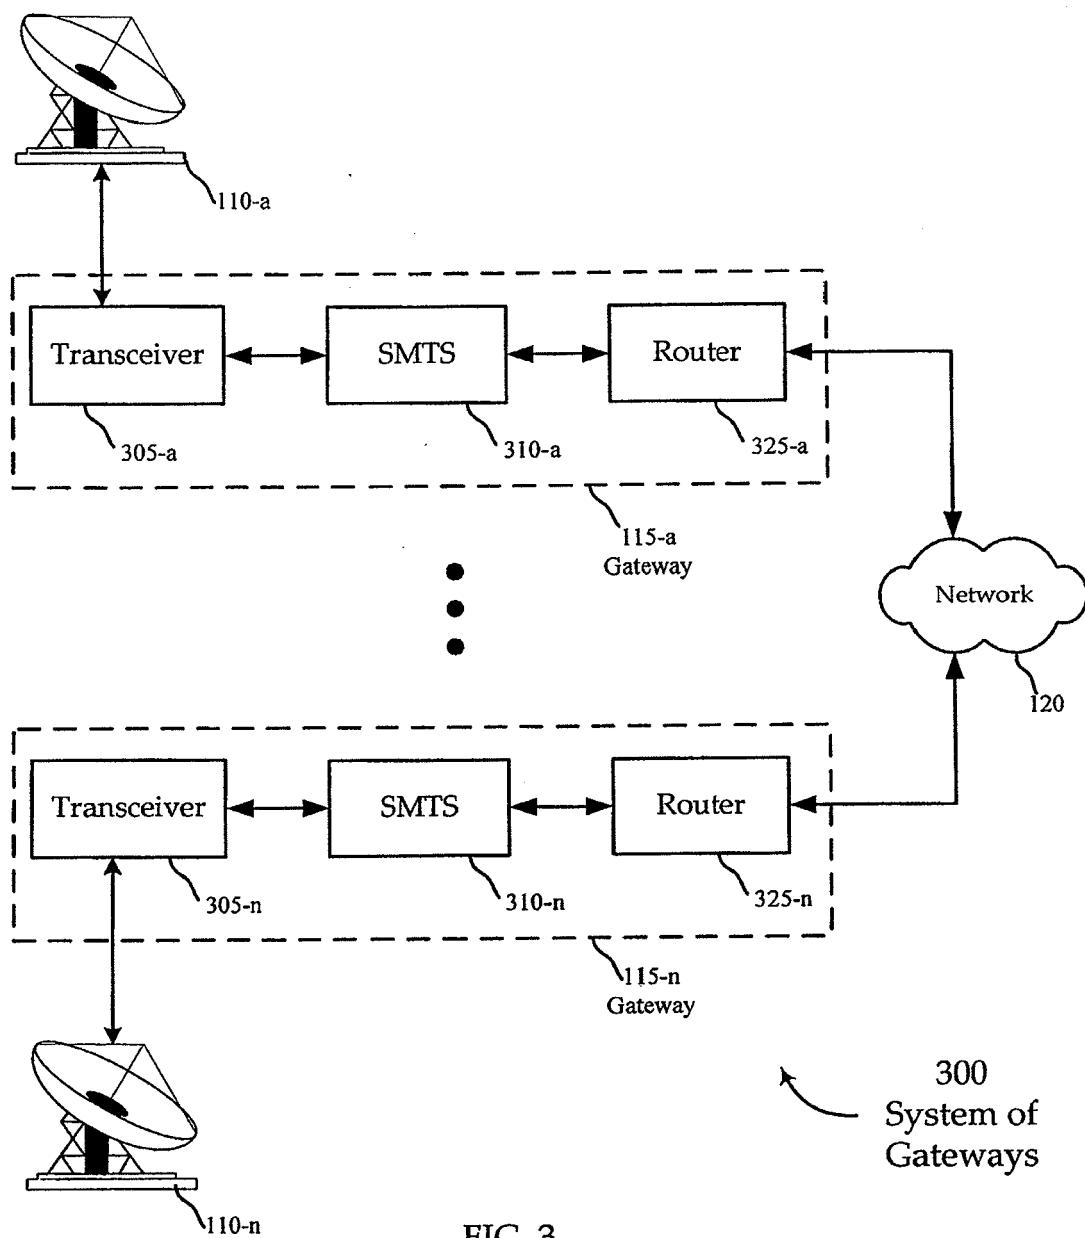 110-a
Transceiver
SMTS
Router
305-a
310-a
325-a
115-a
Gateway
Network
120
Transceiver
SMTS
Router
305-n
310-n
325-n
115-n
Gateway
300
System of
Gateways
110-n
FIG. 3